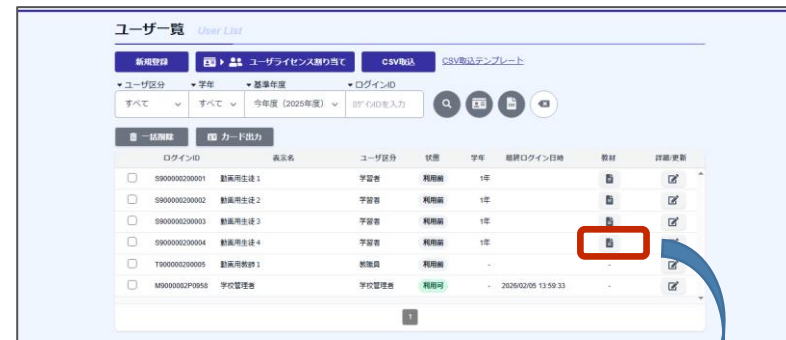 ユーザ一覧 User List
新規登録 ユーザライセンス割り当て CSV取込 CSV取込テンプレート
▼ユーザ区分 ▼学年 ▼基準年度 ▼ログインID
すべて すべて 今年度（2025年度） ﾛｸﾞｲﾝIDを入力
一括削除 カード出力
ログインID 表示名 ユーザ区分 状態 学年 最終ログイン日時 教材 詳細/更新
S900000200001 動画用生徒1 学習者 利用前 1年
S900000200002 動画用生徒2 学習者 利用前 1年
S900000200003 動画用生徒3 学習者 利用前 1年
S900000200004 動画用生徒4 学習者 利用前 1年
T900000200005 動画用教師1 教職員 利用前 - -
M9000002P0958 学校管理者 学校管理者 利用可 - 2026/02/05 13:59:33 -
1